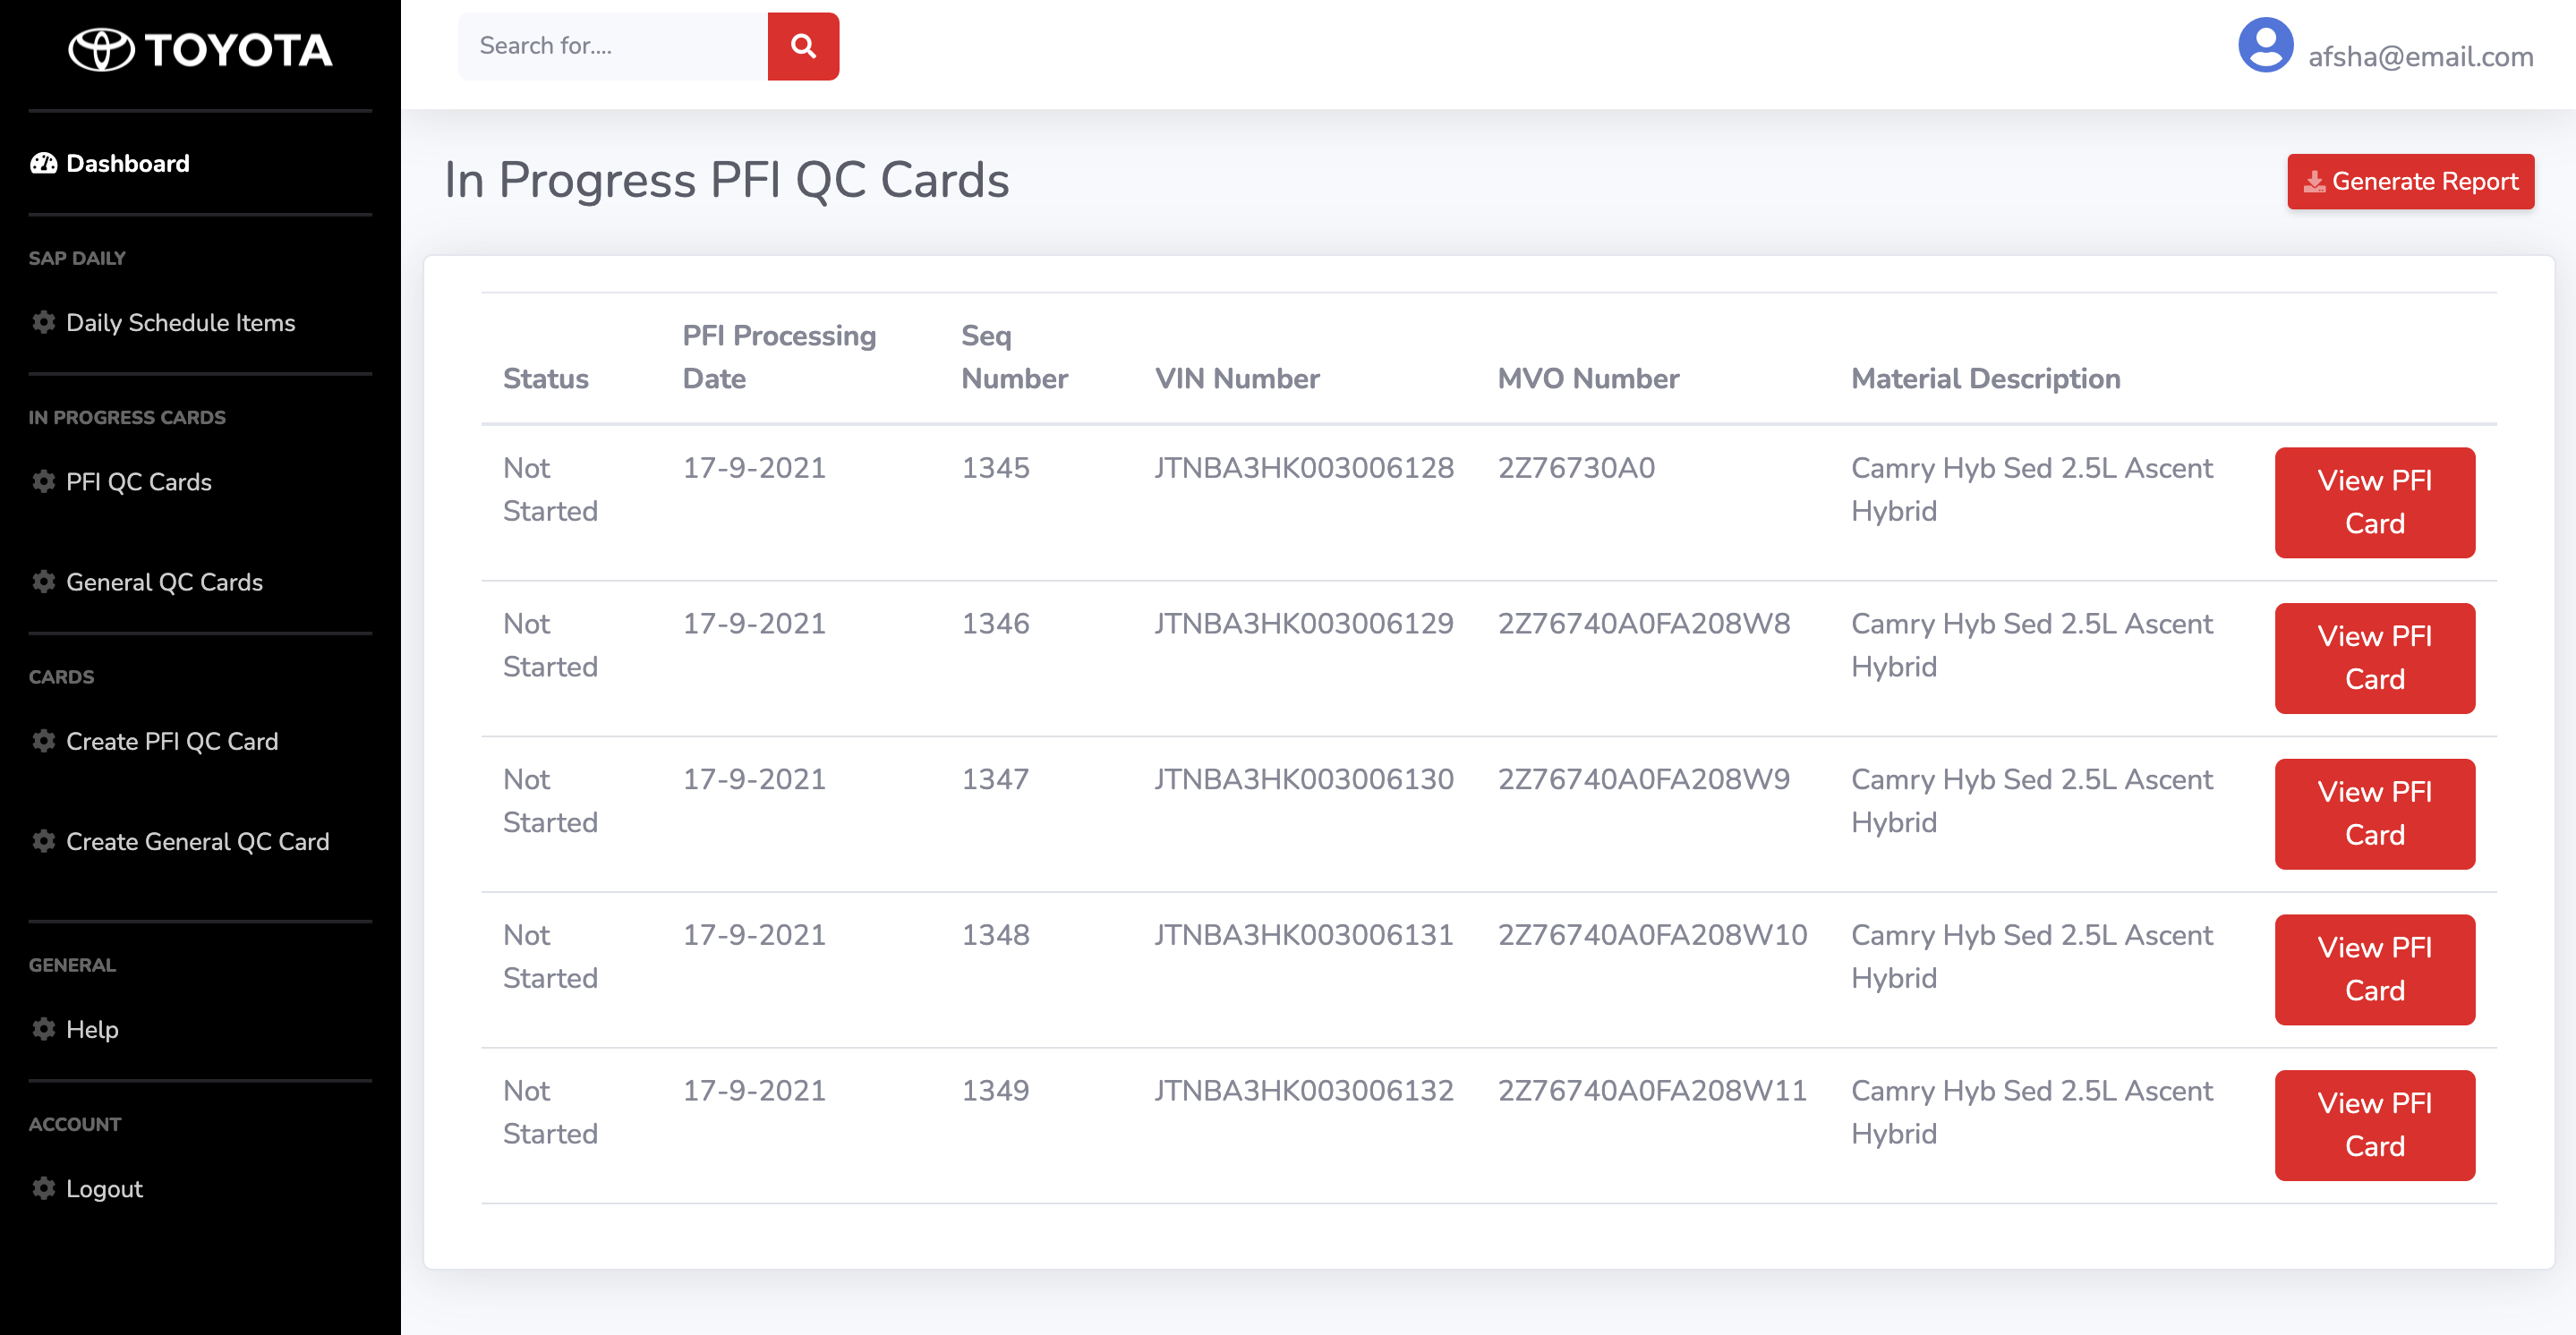 TOYOTA
Search for....
afsha@email.com
Dashboard
SAP DAILY
Daily Schedule Items
IN PROGRESS CARDS
PFI QC Cards
General QC Cards
CARDS
Create PFI QC Card
Create General QC Card
GENERAL
Help
ACCOUNT
Logout
In Progress PFI QC Cards
Generate Report
Status PFI Processing Date Seq Number VIN Number MVO Number Material Description
Not Started 17-9-2021 1345 JTNBA3HK003006128 2Z76730A0 Camry Hyb Sed 2.5L Ascent Hybrid View PFI Card
Not Started 17-9-2021 1346 JTNBA3HK003006129 2Z76740A0FA208W8 Camry Hyb Sed 2.5L Ascent Hybrid View PFI Card
Not Started 17-9-2021 1347 JTNBA3HK003006130 2Z76740A0FA208W9 Camry Hyb Sed 2.5L Ascent Hybrid View PFI Card
Not Started 17-9-2021 1348 JTNBA3HK003006131 2Z76740A0FA208W10 Camry Hyb Sed 2.5L Ascent Hybrid View PFI Card
Not Started 17-9-2021 1349 JTNBA3HK003006132 2Z76740A0FA208W11 Camry Hyb Sed 2.5L Ascent Hybrid View PFI Card